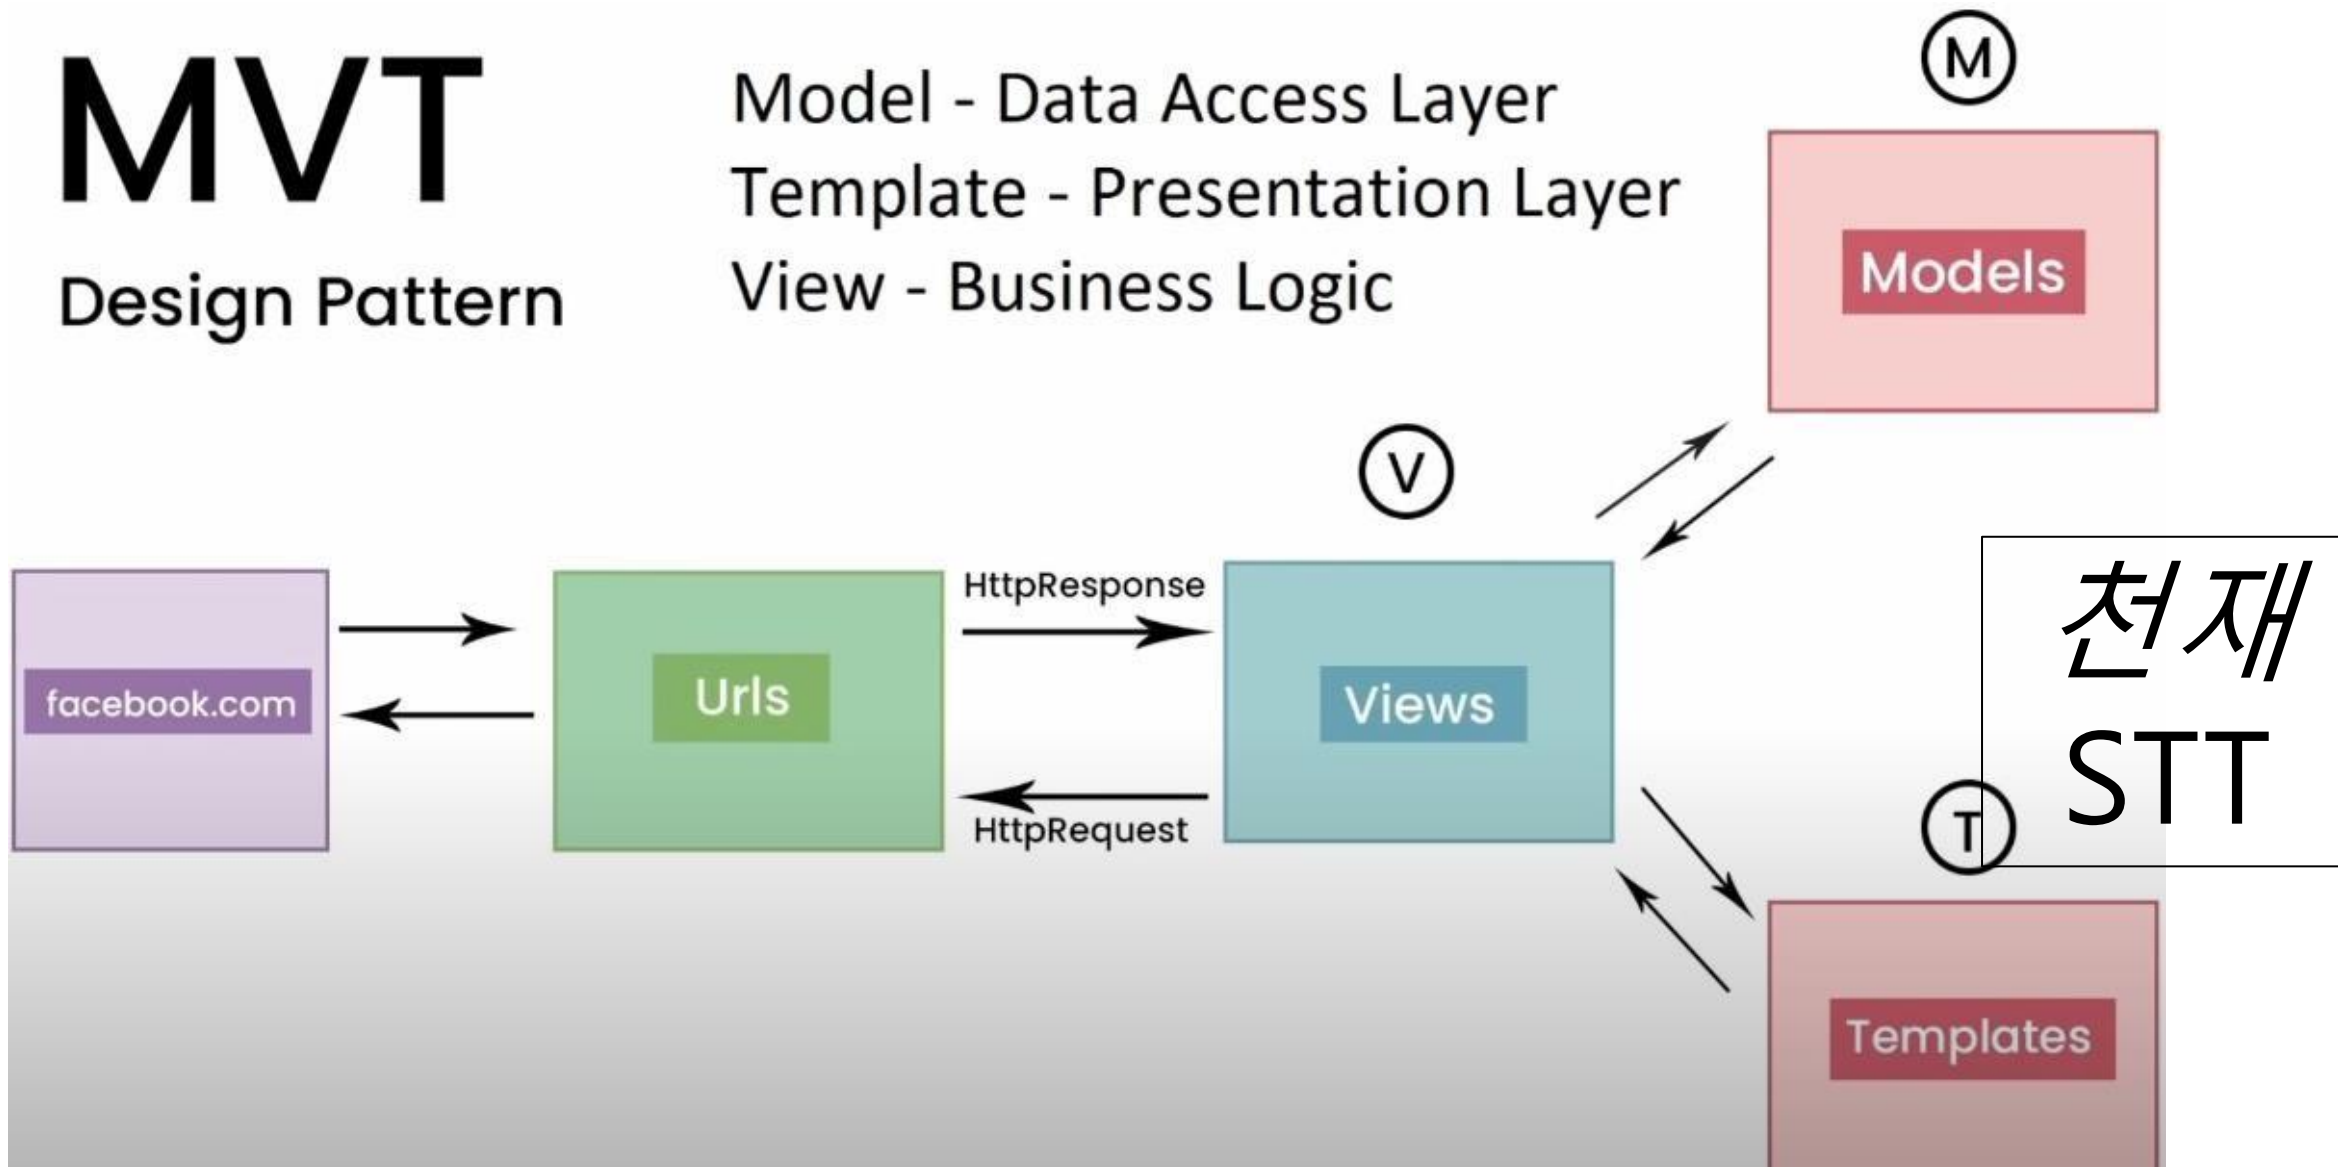 MVT
Design Pattern
Model - Data Access Layer
Template - Presentation Layer
View - Business Logic
M
Models
V
facebook.com
Urls
HttpResponse
HttpRequest
Views
천재
STT
T
Templates